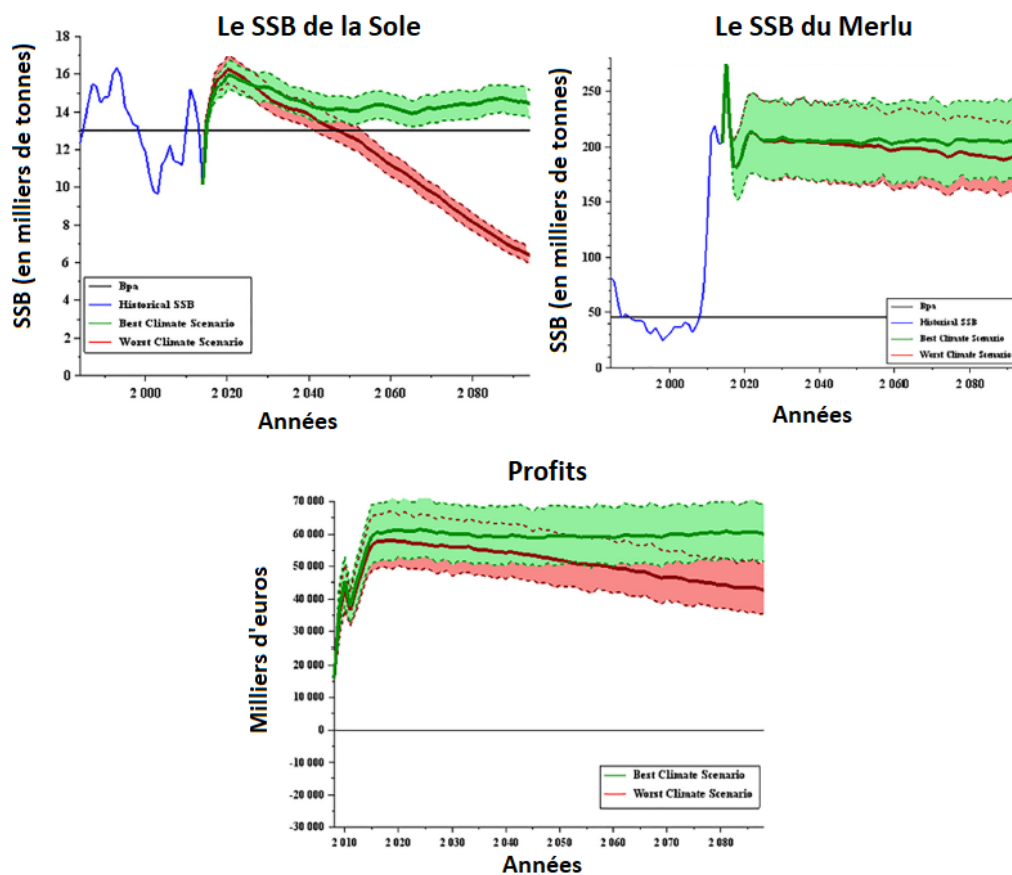 Le SSB de la Sole
SSB (en milliers de tonnes)
18
16
14
12
10
8
6
4
2
0
Bpa
Historical SSB
Best Climate Scenario
Worst Climate Scenario
2 000
2 020
2 040
2 060
2 080
Années
Le SSB du Merlu
SSB (en milliers de tonnes)
250
200
150
100
50
0
Bpa
Historical SSB
Best Climate Scenario
Worst Climate Scenario
2 000
2 020
2 040
2 060
2 080
Années
Profits
Milliers d'euros
70 000
60 000
50 000
40 000
30 000
20 000
10 000
0
-10 000
-20 000
-30 000
Best Climate Scenario
Worst Climate Scenario
2 010
2 020
2 030
2 040
2 050
2 060
2 070
2 080
Années